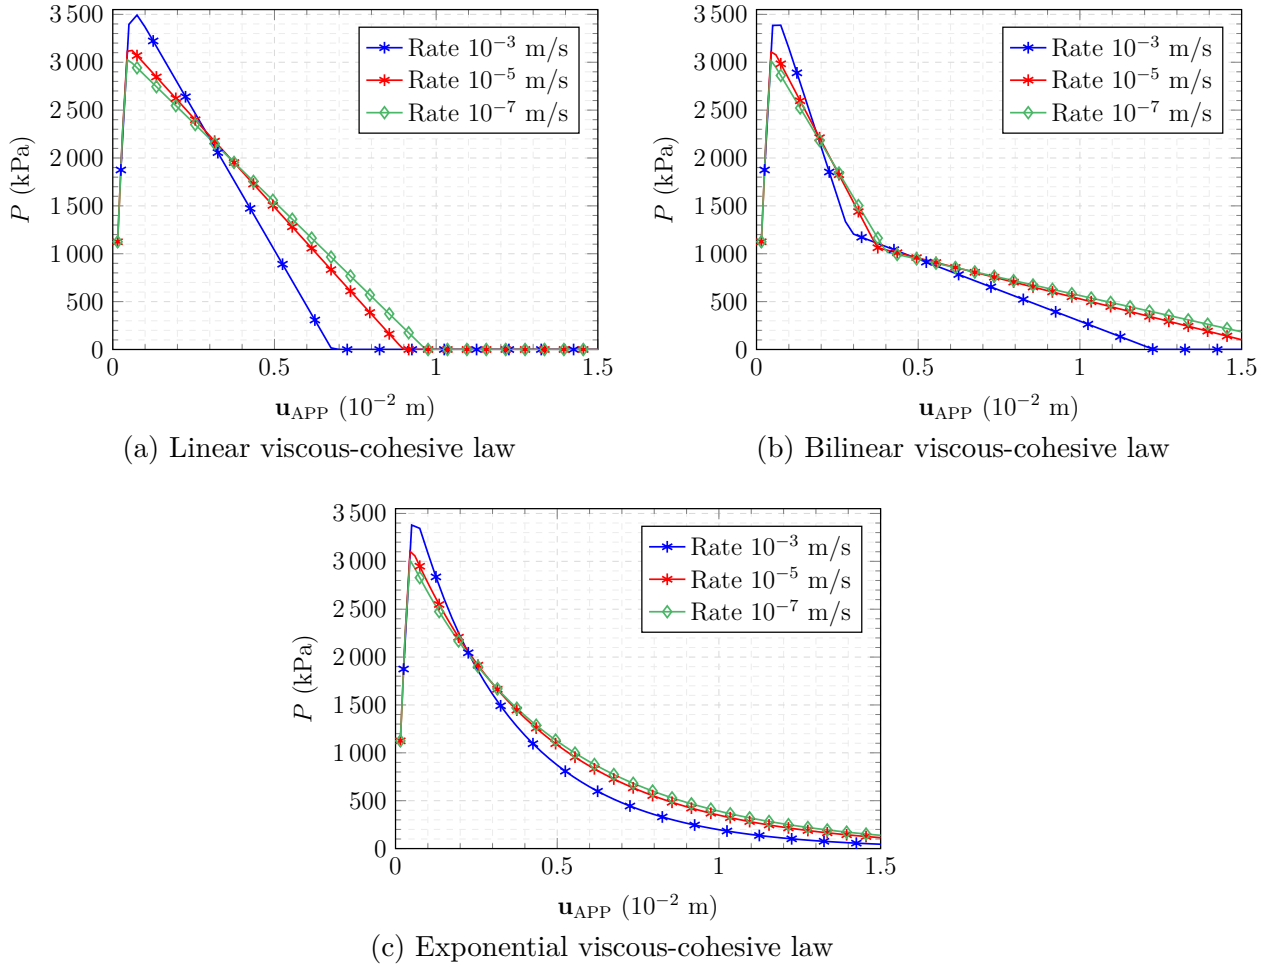 3 500
3 000
2 500
2 000
1 500
1 000
500
0
P (kPa)
0 0.5 1 1.5
u_APP (10⁻² m)
Rate 10⁻³ m/s
Rate 10⁻⁵ m/s
Rate 10⁻⁷ m/s
(a) Linear viscous-cohesive law
3 500
3 000
2 500
2 000
1 500
1 000
500
0
P (kPa)
0 0.5 1 1.5
u_APP (10⁻² m)
Rate 10⁻³ m/s
Rate 10⁻⁵ m/s
Rate 10⁻⁷ m/s
(b) Bilinear viscous-cohesive law
3 500
3 000
2 500
2 000
1 500
1 000
500
0
P (kPa)
0 0.5 1 1.5
u_APP (10⁻² m)
Rate 10⁻³ m/s
Rate 10⁻⁵ m/s
Rate 10⁻⁷ m/s
(c) Exponential viscous-cohesive law